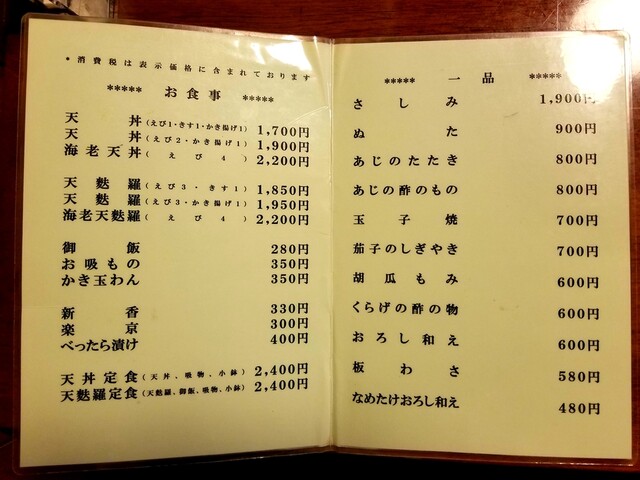 *消費税は表示価格に含まれております
***** お食事 *****
天丼(えび1・きす1・かき揚げ1) 1,700円
天丼(えび2・かき揚げ1) 1,900円
海老天丼(えび4) 2,200円
天麩羅(えび3・きす1) 1,850円
天麩羅(えび3・かき揚げ1) 1,950円
海老天麩羅(えび4) 2,200円
御飯 280円
お吸もの 350円
かき玉わん 350円
新香 330円
楽京 300円
べったら漬け 400円
天丼定食(天丼、吸物、小鉢) 2,400円
天麩羅定食(天麩羅、御飯、吸物、小鉢) 2,400円
***** 一品 *****
さしみ 1,900円
ぬた 900円
あじのたたき 800円
あじの酢のもの 800円
玉子焼 700円
茄子のしぎやき 700円
胡瓜もみ 600円
くらげの酢の物 600円
おろし和え 600円
板わさ 580円
なめたけおろし和え 480円